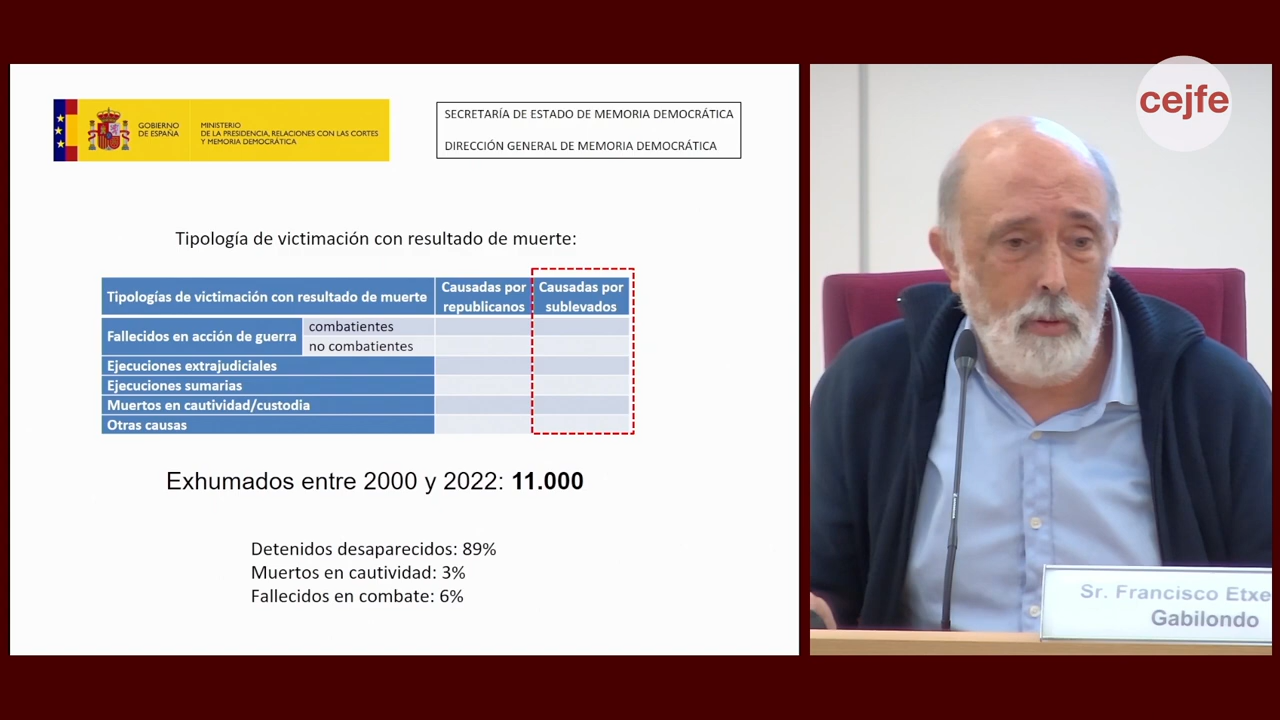 GOBIERNO
DE ESPAÑA
MINISTERIO
DE LA PRESIDENCIA, RELACIONES CON LAS CORTES
Y MEMORIA DEMOCRÁTICA
SECRETARÍA DE ESTADO DE MEMORIA DEMOCRÁTICA
DIRECCIÓN GENERAL DE MEMORIA DEMOCRÁTICA
cejfe
Tipología de victimación con resultado de muerte:
Tipologías de victimación con resultado de muerte
Causadas por
republicanos
Causadas por
sublevados
Fallecidos en acción de guerra
combatientes
no combatientes
Ejecuciones extrajudiciales
Ejecuciones sumarias
Muertos en cautividad/custodia
Otras causas
Exhumados entre 2000 y 2022: 11.000
Detenidos desaparecidos: 89%
Muertos en cautividad: 3%
Fallecidos en combate: 6%
Sr. Francisco Etxe
Gabilondo